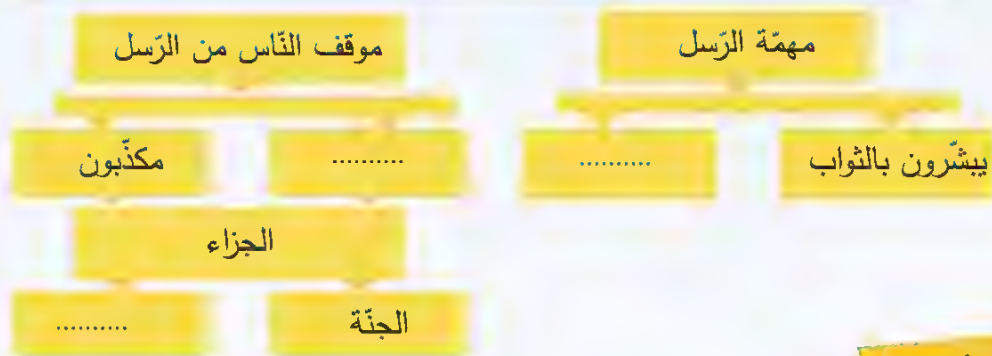 مهمّة الرّسل
موقف النّاس من الرّسل
يبشّرون بالثواب
..........
..........
مكذّبون
الجزاء
الجنّة
..........